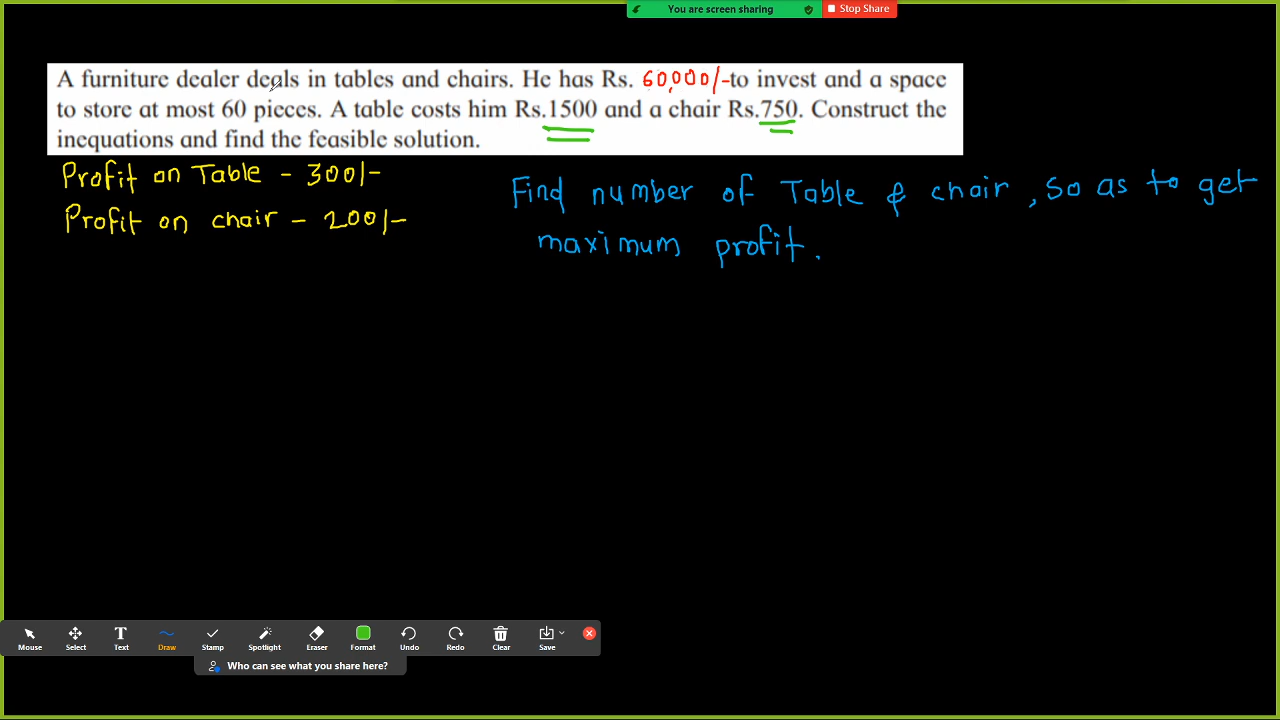 You are screen sharing
Stop Share
A furniture dealer deals in tables and chairs. He has Rs. 60,000/- to invest and a space
to store at most 60 pieces. A table costs him Rs.1500 and a chair Rs.750. Construct the
inequations and find the feasible solution.
Profit on Table - 300/-
Profit on chair - 200/-
Find number of Table & chair, so as to get
maximum profit.
Mouse Select Text Draw Stamp Spotlight Eraser Format Undo Redo Clear Save
Who can see what you share here?